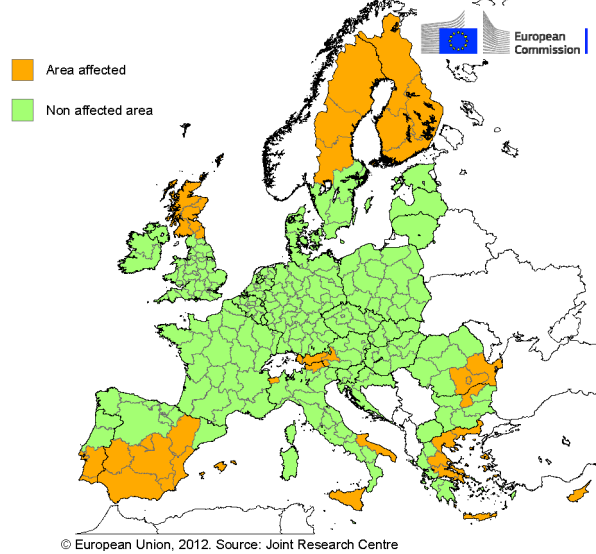 European
Commission
Area affected
Non affected area
© European Union, 2012. Source: Joint Research Centre